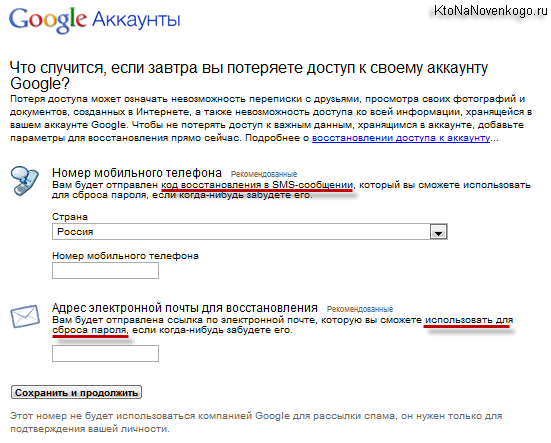 KtoNaNovenkogo.ru
Google Аккаунты
Что случится, если завтра вы потеряете доступ к своему аккаунту
Google?
Потеря доступа может означать невозможность переписки с друзьями, просмотра своих фотографий и
документов, созданных в Интернете, а также невозможность доступа ко всей информации, хранящейся в
вашем аккаунте Google. Чтобы не потерять доступ к важным данным, хранящимся в аккаунте, добавьте
параметры для восстановления прямо сейчас. Подробнее о восстановлении доступа к аккаунту...
Номер мобильного телефона Рекомендованные
Вам будет отправлен код восстановления в SMS-сообщении, который вы сможете использовать
для сброса пароля, если когда-нибудь забудете его.
Страна
Россия
Номер мобильного телефона
Адрес электронной почты для восстановления Рекомендованные
Вам будет отправлена ссылка по электронной почте, которую вы сможете использовать для
сброса пароля, если когда-нибудь забудете его.
Сохранить и продолжить
Этот номер не будет использоваться компанией Google для рассылки спама, он нужен только для
подтверждения вашей личности.